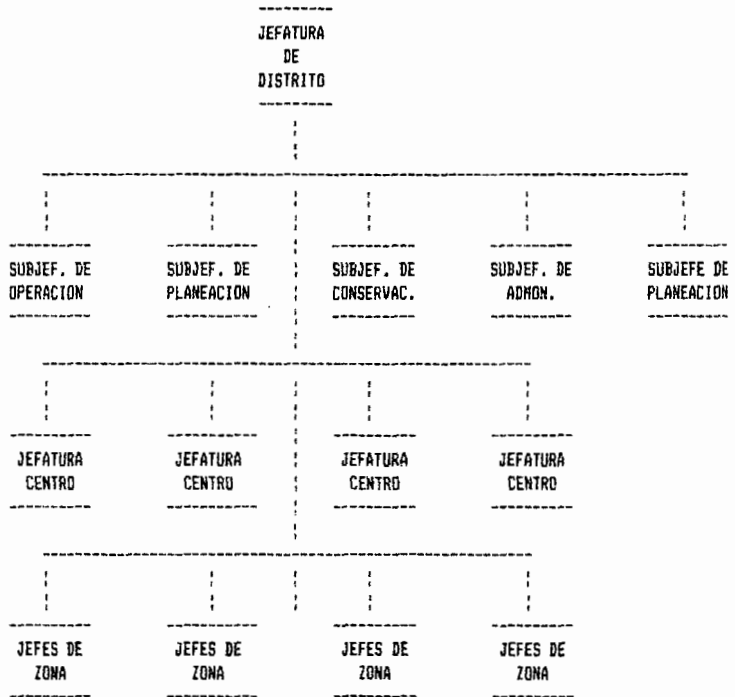 JEFATURA
DE
DISTRITO
SUBJEF. DE SUBJEF. DE SUBJEF. DE SUBJEF. DE SUBJEFE DE
OPERACION PLANEACION CONSERVAC. ADMON. PLANEACION
JEFATURA JEFATURA JEFATURA JEFATURA
CENTRO CENTRO CENTRO CENTRO
JEFES DE JEFES DE JEFES DE JEFES DE
ZONA ZONA ZONA ZONA